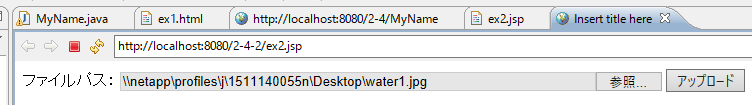 MyName.java ex1.html http://localhost:8080/2-4/MyName ex2.jsp Insert title here
http://localhost:8080/2-4-2/ex2.jsp
ファイルパス: \\netapp\profiles\j\1511140055n\Desktop\water1.jpg 参照... アップロード